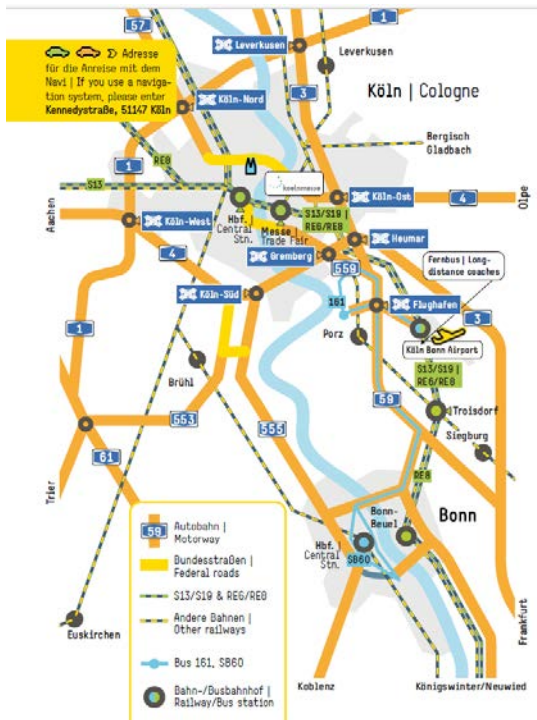 57
1
Leverkusen
Leverkusen
Σ Adresse
für die Anreise mit dem
Navi | If you use a naviga-
tion system, please enter
Kennedystraße, 51147 Köln
Köln-Nord
3
Köln | Cologne
Bergisch
Gladbach
1
RE8
S13
koelnmesse
Aachen
Hbf. |
Central
Stn.
Messe |
Trade Fair
S13/S19 |
RE6/RE8
Köln-Ost
4
Olpe
Köln-West
Heumar
Gremberg
4
559
Fernbus | Long-
distance coaches
Köln-Süd
161
Flughafen
3
1
Porz
Köln Bonn Airport
Brühl
S13/S19 |
RE6/RE8
59
Troisdorf
553
555
Siegburg
61
Trier
RE8
Bonn
Bonn-
Beuel
Hbf. |
Central
Stn.
SB60
59
Autobahn |
Motorway
Bundesstraßen |
Federal roads
S13/S19 & RE6/RE8
Andere Bahnen |
Other railways
Bus 161, SB60
Bahn-/Busbahnhof |
Railway/Bus station
Euskirchen
Frankfurt
Koblenz
Königswinter/Neuwied